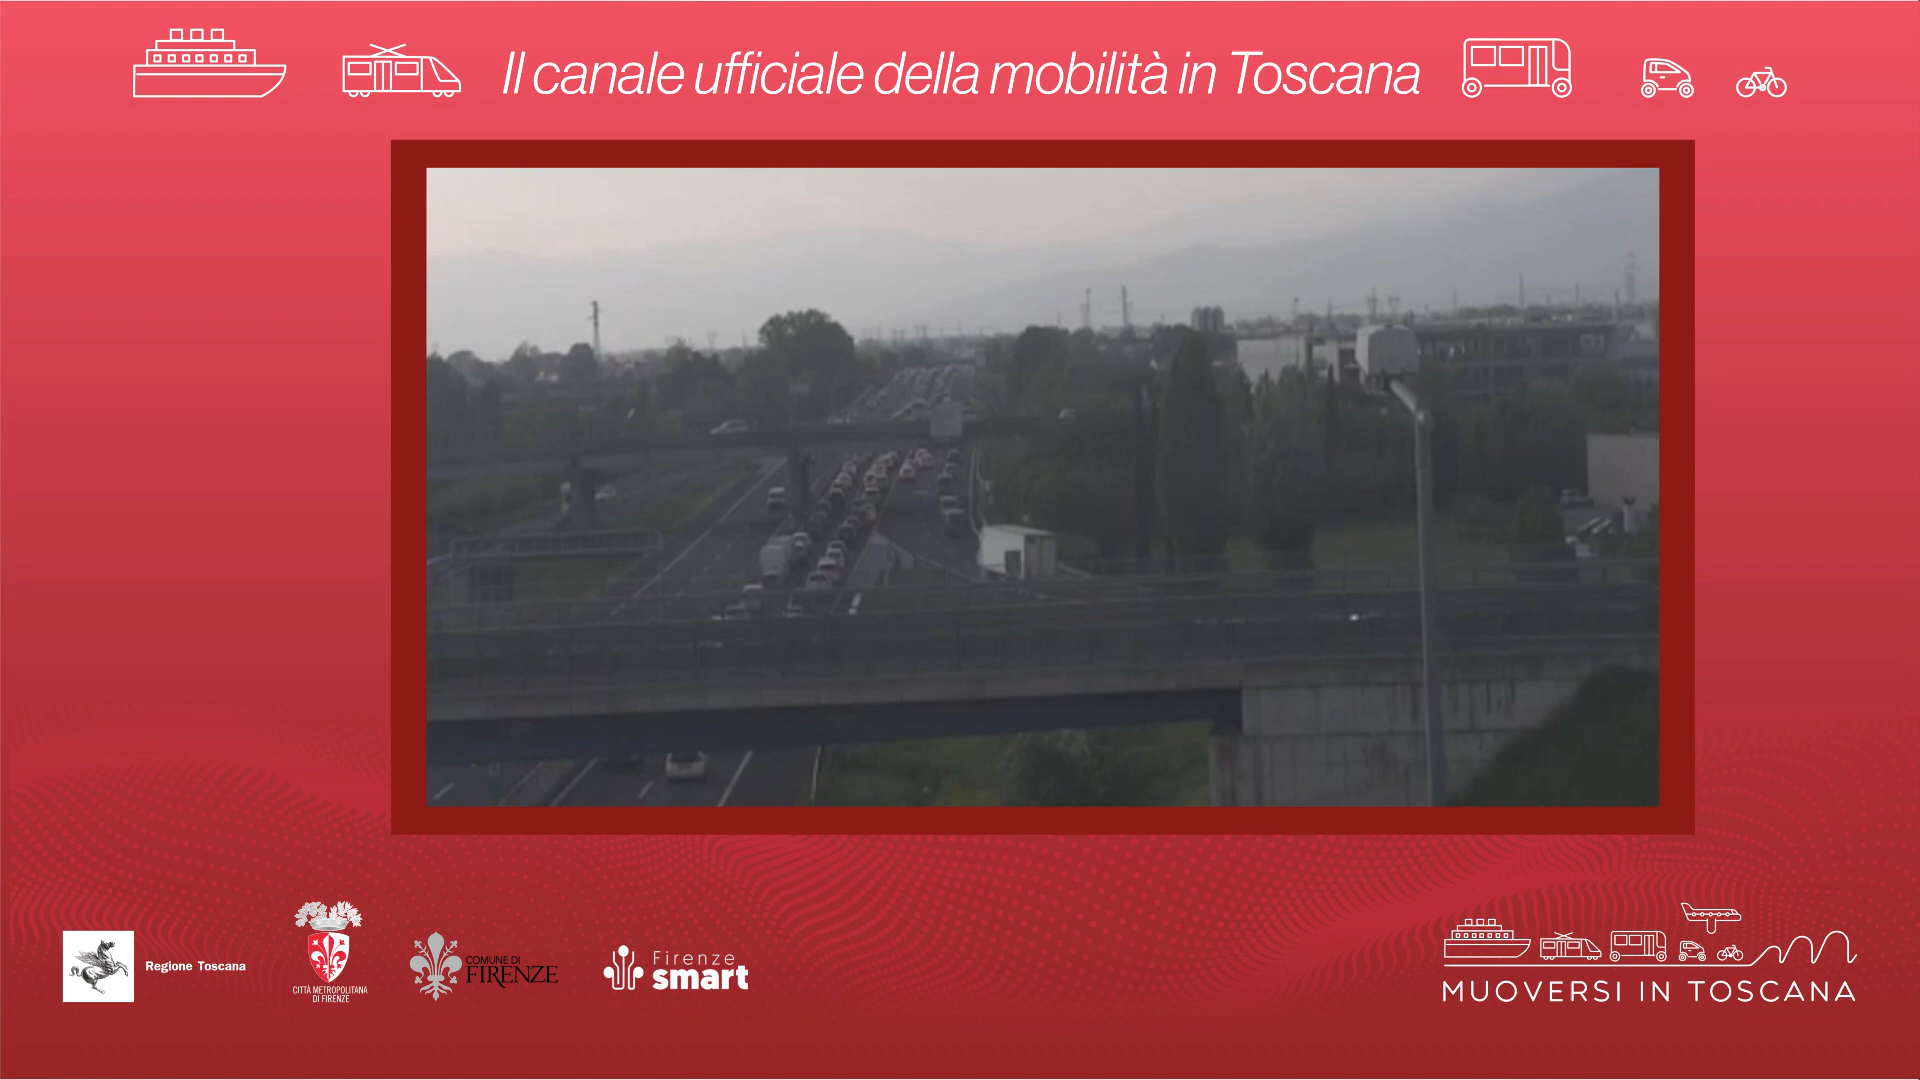 Il canale ufficiale della mobilità in Toscana
Regione Toscana
CITTÀ METROPOLITANA
DI FIRENZE
COMUNE DI
FIRENZE
Firenze
smart
MUOVERSI IN TOSCANA